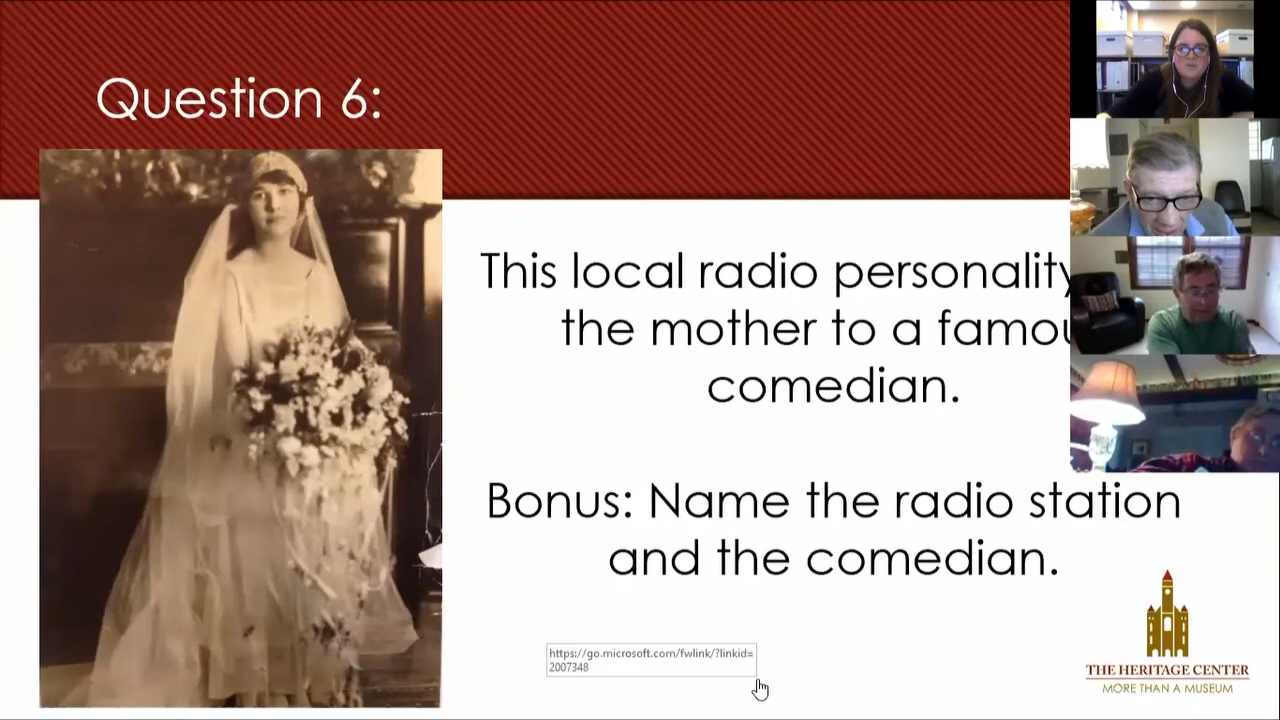 Question 6:
This local radio personality
the mother to a
comedian.
Bonus: Name the radio station
and the comedian.
https://go.microsoft.com/fwlink/?linkid=
2007348
THE HERITAGE CENTER
MORE THAN A MUSEUM